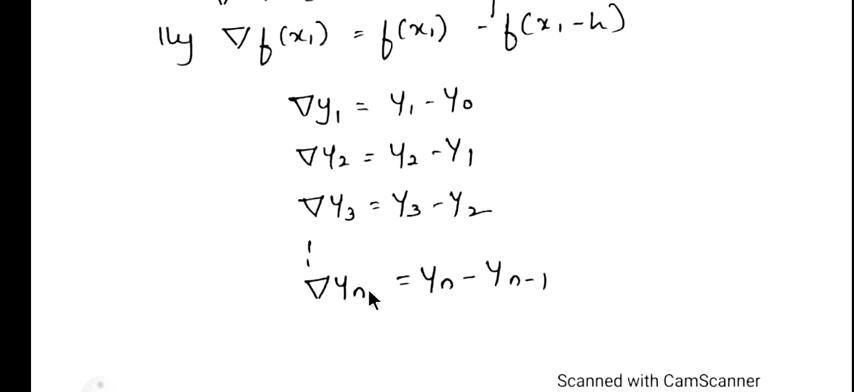 lly ∇f(x₁) = f(x₁) - f(x₁-h)
∇y₁ = y₁ - y₀
∇y₂ = y₂ - y₁
∇y₃ = y₃ - y₂
⋮
∇yₙ = yₙ - yₙ₋₁
Scanned with CamScanner